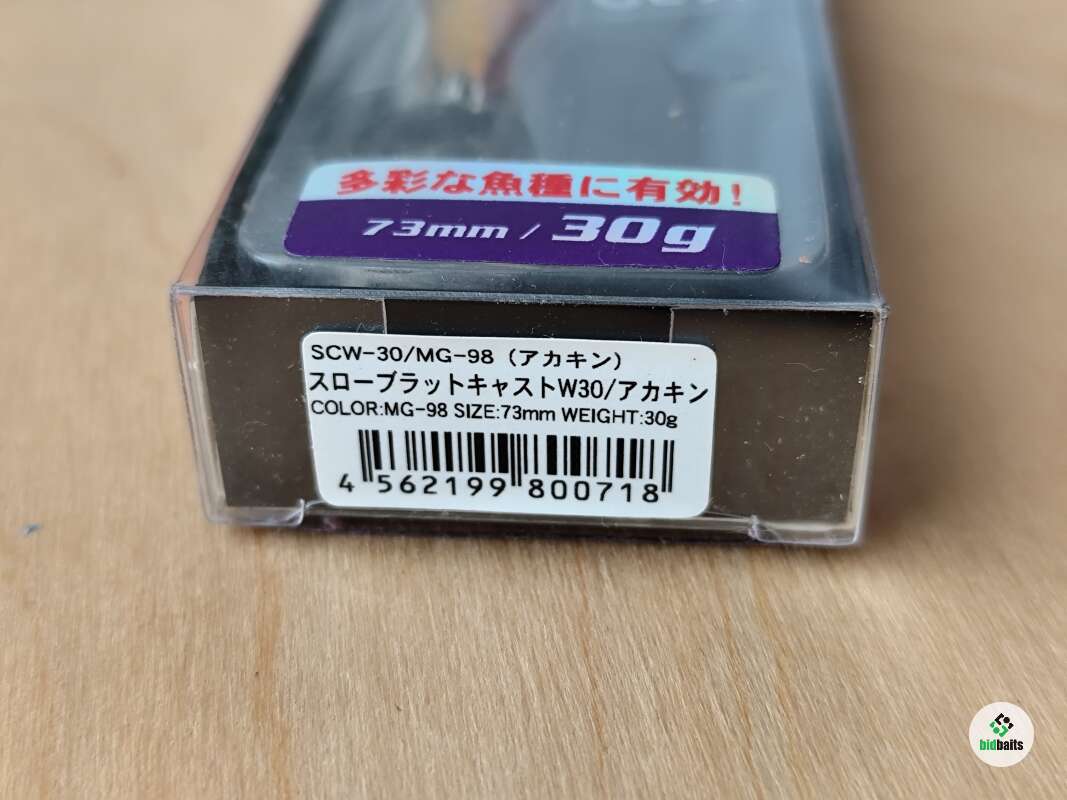 多彩な魚種に有効!
73mm / 30g
SCW-30/MG-98 (アカキン)
スローブラットキャストW30/アカキン
COLOR:MG-98 SIZE:73mm WEIGHT:30g
4 562199 800718
bidbaits